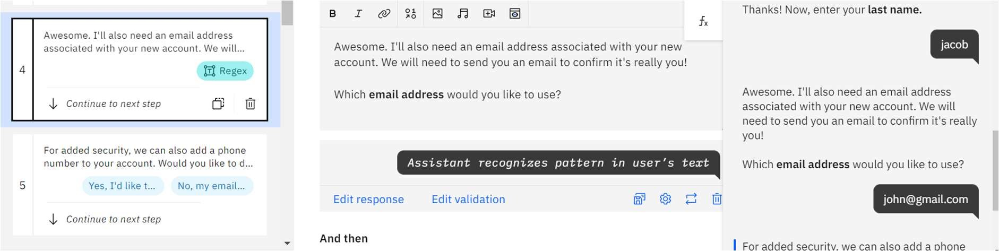 4
Awesome. I'll also need an email address
associated with your new account. We will...
Regex
Continue to next step
5
For added security, we can also add a phone
number to your account. Would you like to d...
Yes, I'd like t...
No, my email...
Continue to next step
B I
fx
Awesome. I'll also need an email address associated with your new
account. We will need to send you an email to confirm it's really you!
Which email address would you like to use?
Assistant recognizes pattern in user’s text
Edit response
Edit validation
And then
Thanks! Now, enter your last name.
jacob
Awesome. I'll also need an email address
associated with your new account. We will
need to send you an email to confirm it's really
you!
Which email address would you like to use?
john@gmail.com
For added security, we can also add a phone